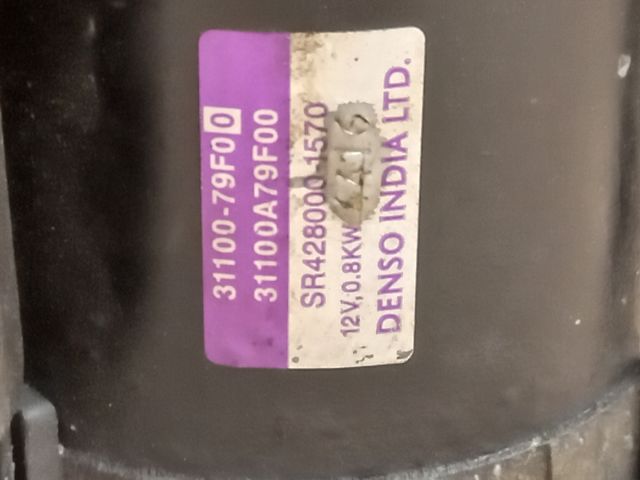 31100-79F00
31100A79F00
SR428000-1570
12V,0.8KW
DENSO INDIA LTD.